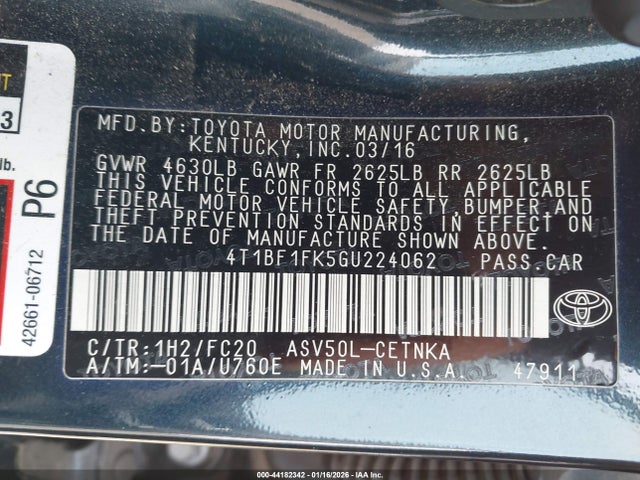 MFD.BY:TOYOTA MOTOR MANUFACTURING,
KENTUCKY, INC. 03/16
GVWR 4630LB GAWR FR 2625LB RR 2625LB
THIS VEHICLE CONFORMS TO ALL APPLICABLE
FEDERAL MOTOR VEHICLE SAFETY, BUMPER, AND
THEFT PREVENTION STANDARDS IN EFFECT ON
THE DATE OF MANUFACTURE SHOWN ABOVE.
4T1BF1FK5GU224062 PASS.CAR
C/TR:1H2/FC20 ASV50L-CETNKA
A/TM:-01A/U760E MADE IN U.S.A. 47911
TOYOTA
3
lb.
P6
42661-06712
000-44182342 | 01/16/2026 | IAA Inc.